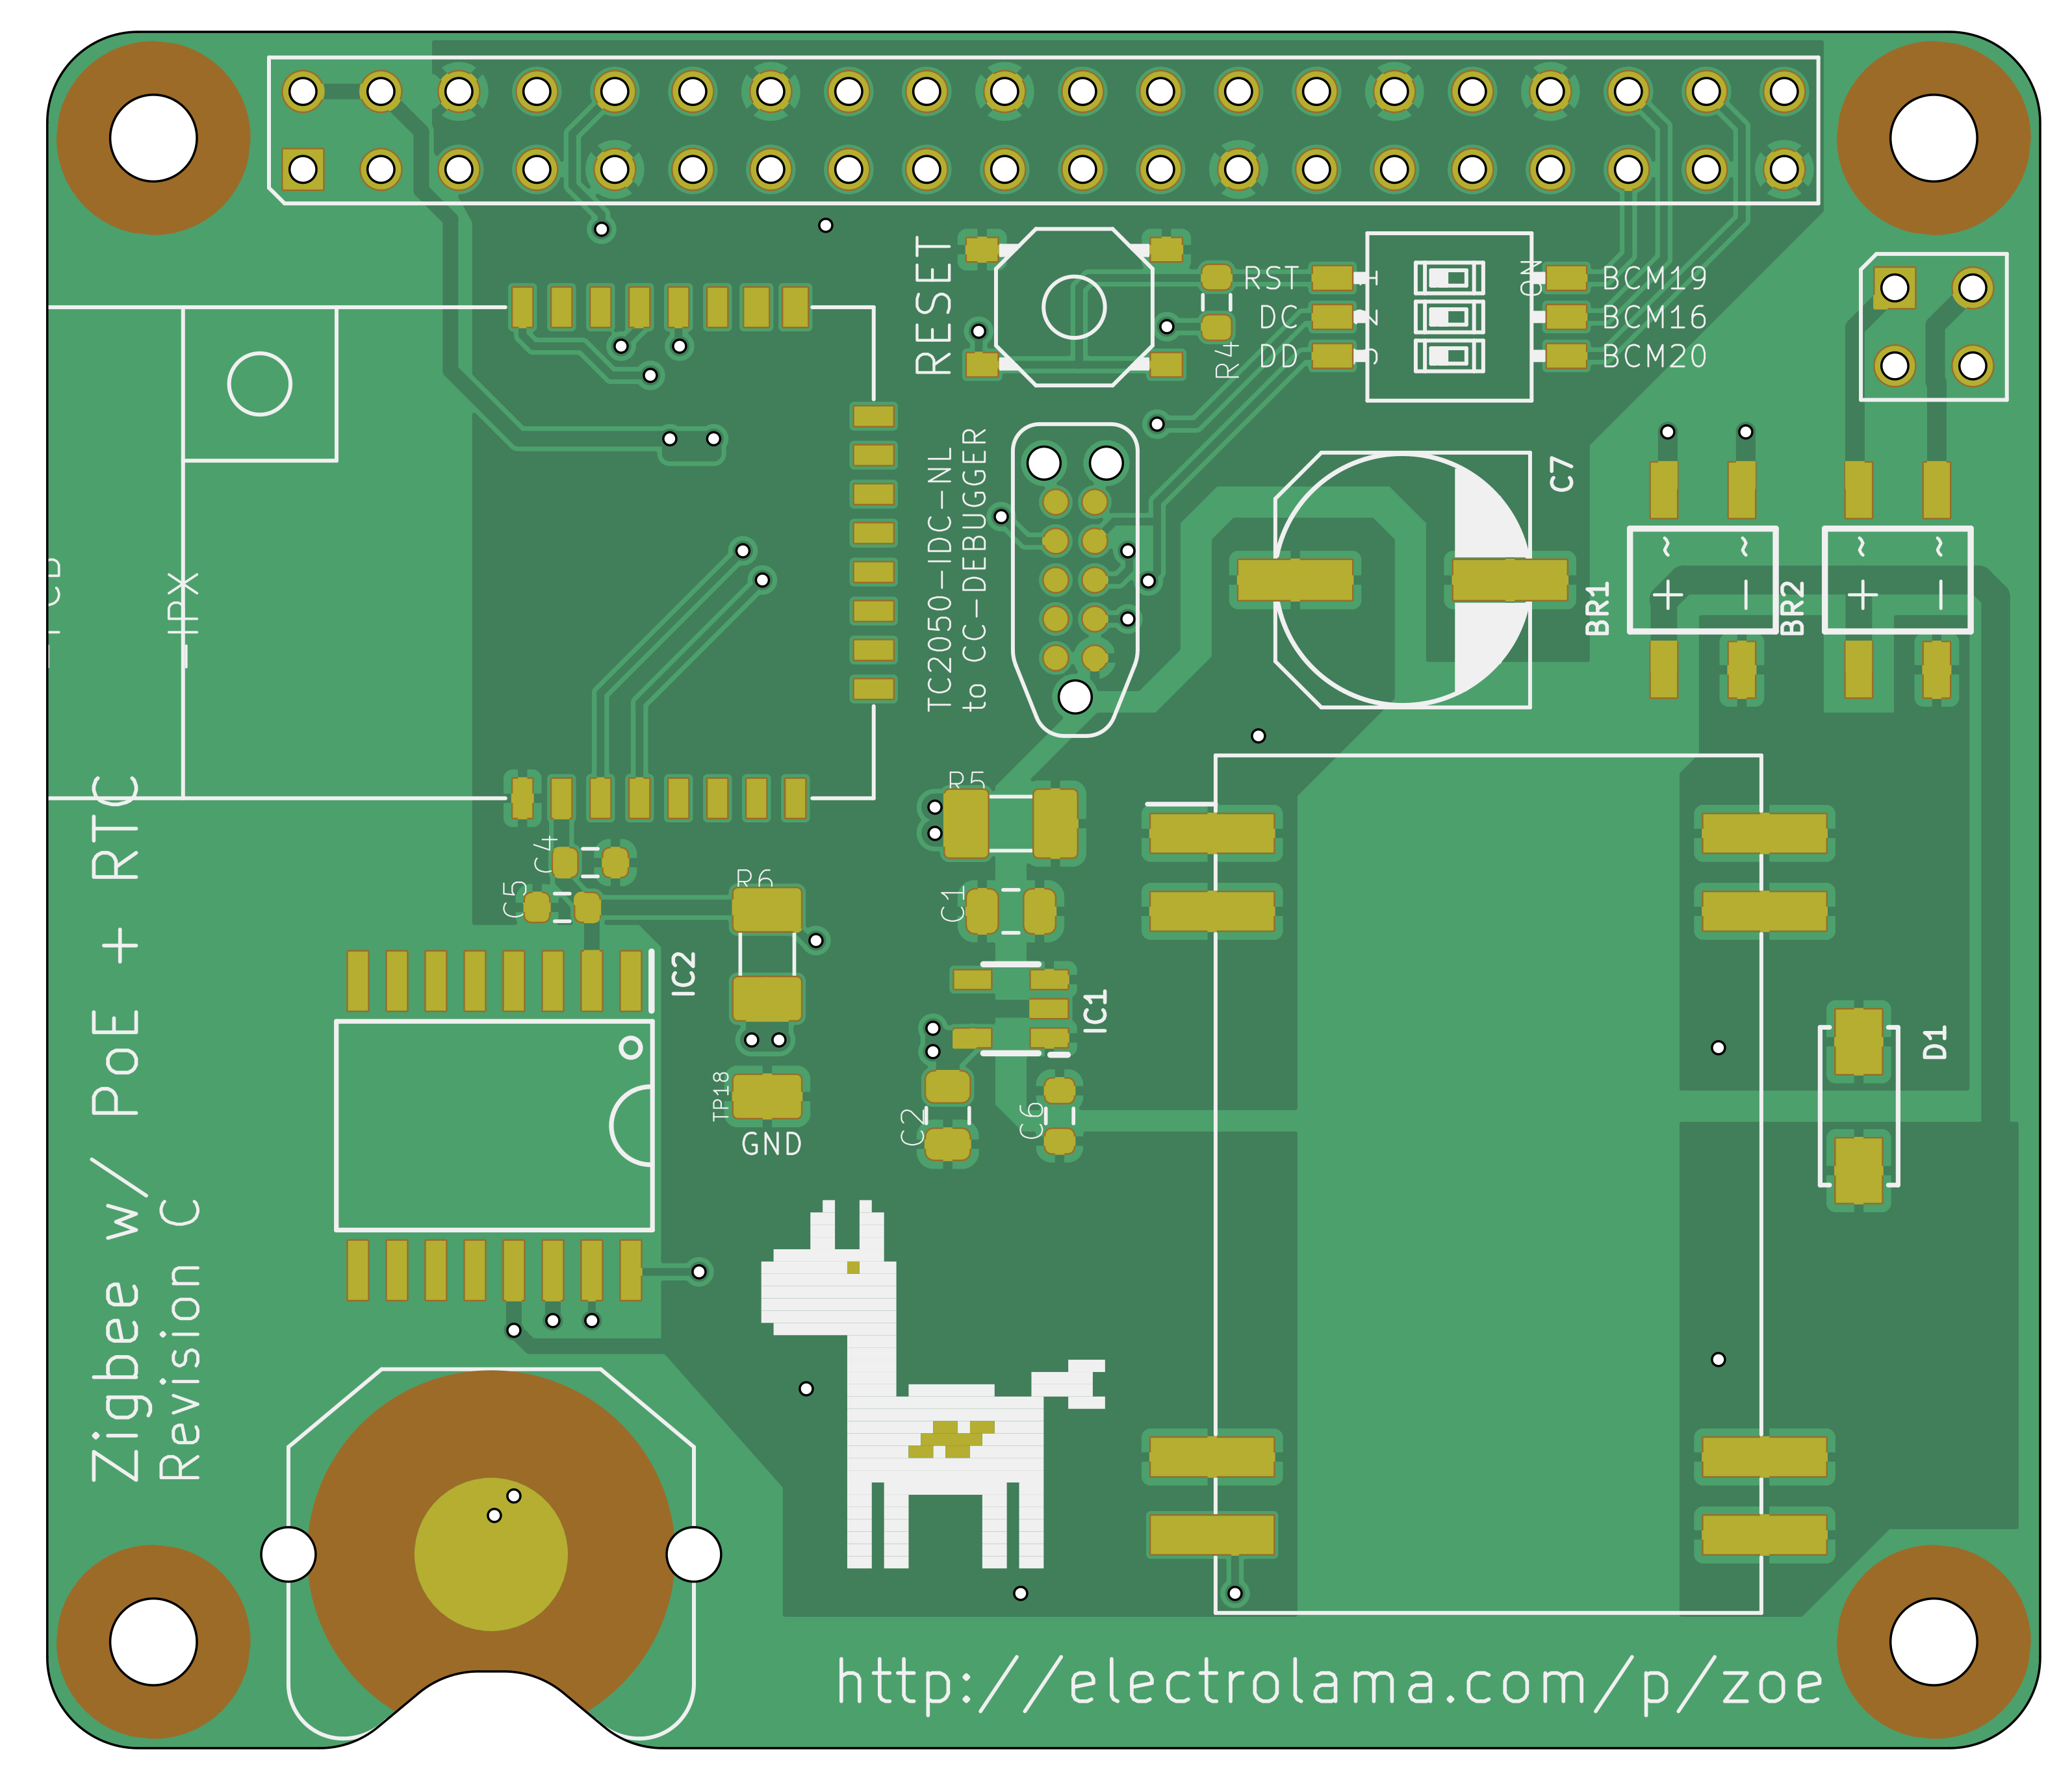 RESET
RST
DC
DD
1
2
3
ON
BCM19
BCM16
BCM20
R4
TC2050-IDC-NL
to CC-DEBUGGER
C7
~ ~
+ −
BR1
~ ~
+ −
BR2
R5
C4
C5
R6
C1
IC2
IC1
D1
TP18
GND
C2
C6
Zigbee w/ PoE + RTC
Revision C
http://electrolama.com/p/zoe